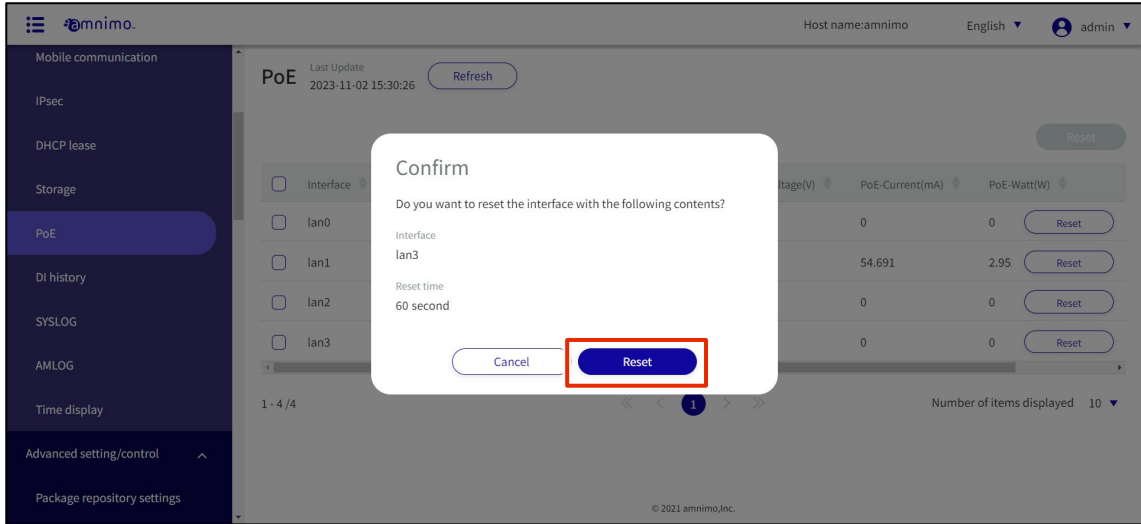 amnimo.
Host name:amnimo
English
admin
Mobile communication
IPsec
DHCP lease
Storage
PoE
DI history
SYSLOG
AMLOG
Time display
Advanced setting/control
Package repository settings
PoE
Last Update
2023-11-02 15:30:26
Refresh
Reset
Interface
ltage(V)
PoE-Current(mA)
PoE-Watt(W)
lan0
0
0
Reset
lan1
54.691
2.95
Reset
lan2
0
0
Reset
lan3
0
0
Reset
Confirm
Do you want to reset the interface with the following contents?
Interface
lan3
Reset time
60 second
Cancel
Reset
1 - 4 /4
1
Number of items displayed 10
© 2021 amnimo,Inc.